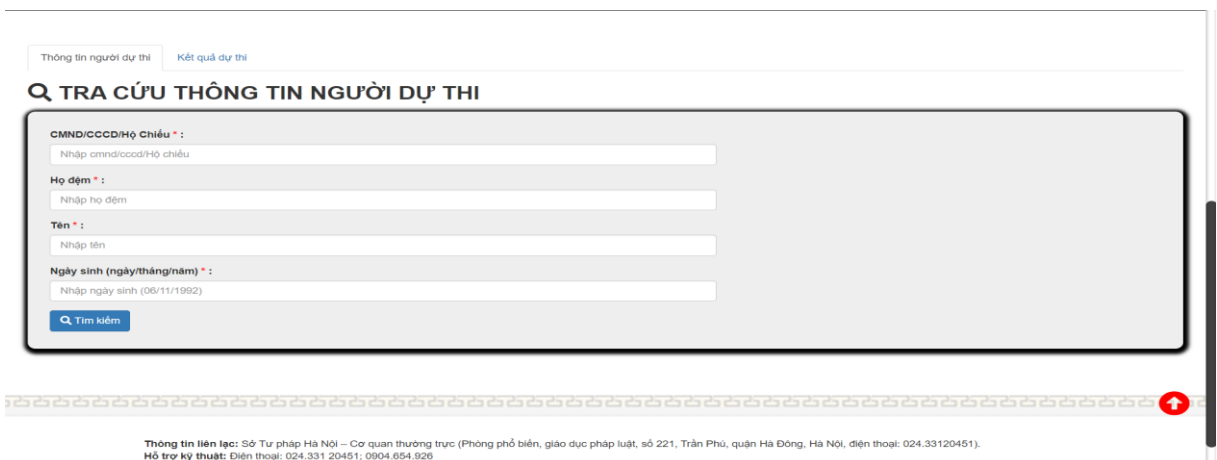 Thông tin người dự thi Kết quả dự thi
TRA CỨU THÔNG TIN NGƯỜI DỰ THI
CMND/CCCD/Hộ Chiếu * :
Nhập cmnd/cccd/Hộ chiếu
Họ đệm * :
Nhập họ đệm
Tên * :
Nhập tên
Ngày sinh (ngày/tháng/năm) * :
Nhập ngày sinh (06/11/1992)
Tìm kiếm
Thông tin liên lạc: Sở Tư pháp Hà Nội – Cơ quan thường trực (Phòng phổ biến, giáo dục pháp luật, số 221, Trần Phú, quận Hà Đông, Hà Nội, điện thoại: 024.33120451).
Hỗ trợ kỹ thuật: Điện thoại: 024.331 20451; 0904.654.926